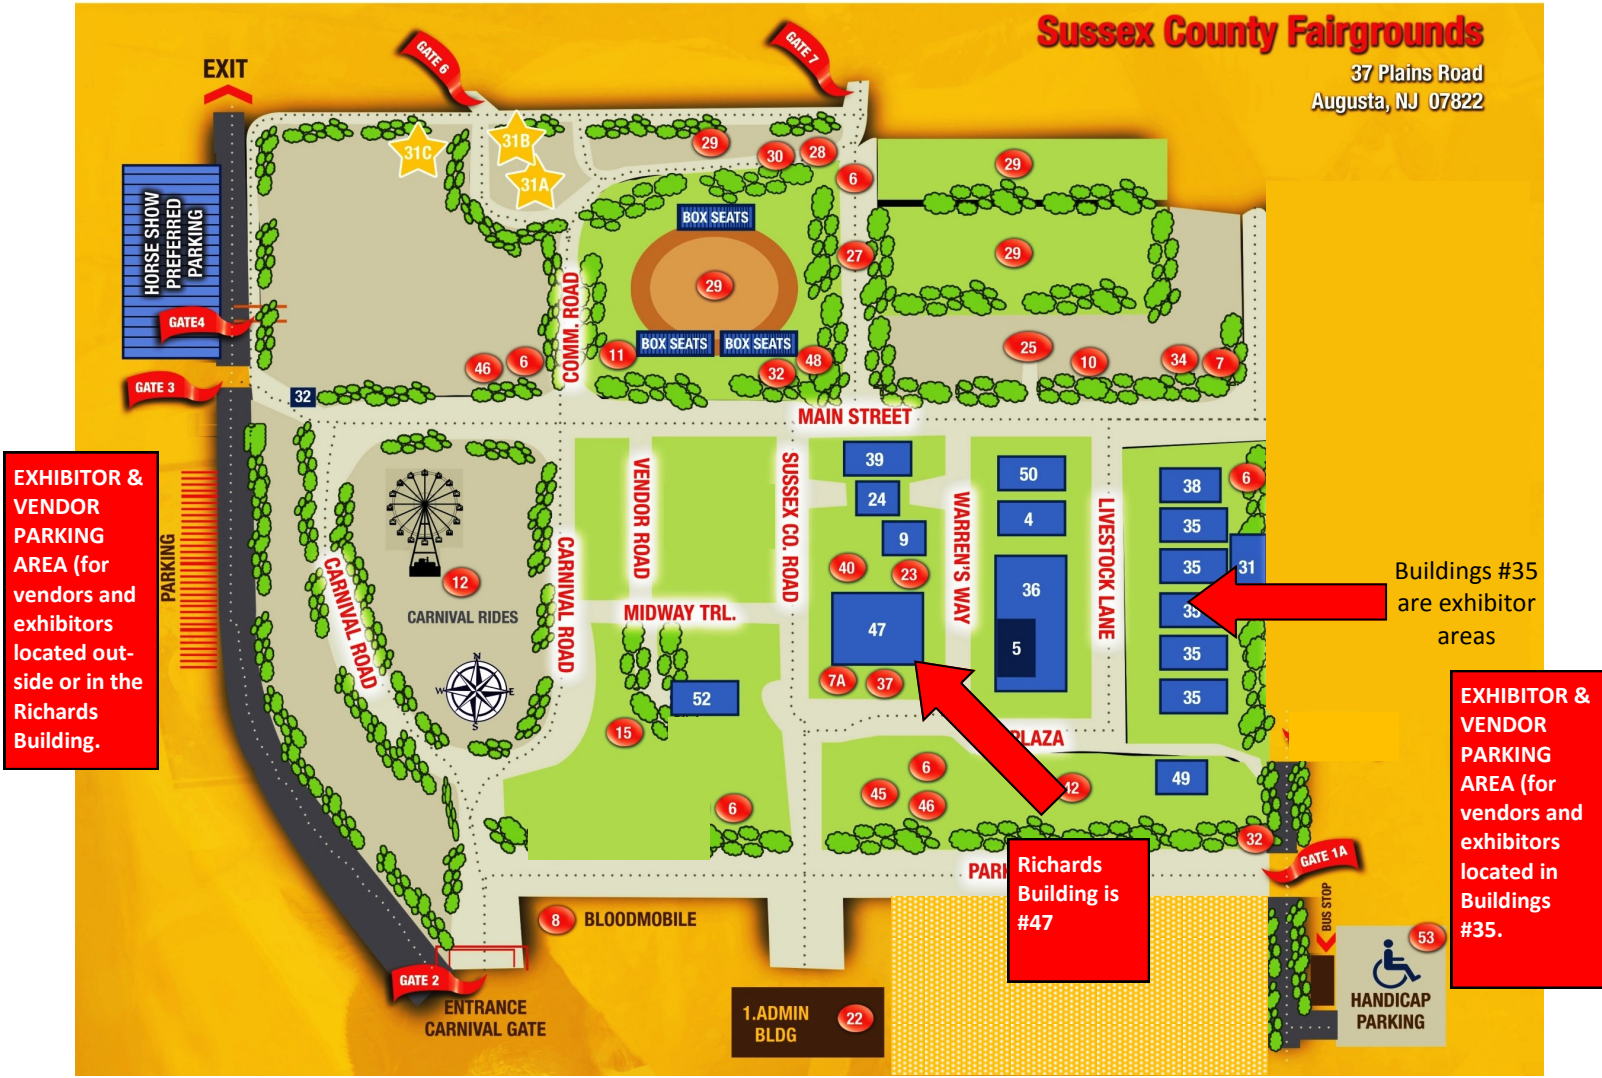 Sussex County Fairgrounds
37 Plains Road
Augusta, NJ 07822
EXIT
GATE 6
GATE 7
31C
31B
31A
29
30
28
6
29
HORSE SHOW
PREFERRED
PARKING
BOX SEATS
27
29
29
GATE4
COMM. ROAD
BOX SEATS
BOX SEATS
46
6
11
32
48
25
10
34
7
GATE 3
32
MAIN STREET
EXHIBITOR &
VENDOR
PARKING
AREA (for
vendors and
exhibitors
located out-
side or in the
Richards
Building.
PARKING
12
CARNIVAL RIDES
CARNIVAL ROAD
N
W
E
S
CARNIVAL ROAD
VENDOR ROAD
MIDWAY TRL.
SUSSEX CO. ROAD
39
24
9
40
23
47
7A
37
WARREN'S WAY
50
4
36
5
LIVESTOCK LANE
38
6
35
35
31
35
35
35
Buildings #35
are exhibitor
areas
52
15
6
PLAZA
6
45
46
42
49
32
GATE 1A
PARK
Richards
Building is
#47
EXHIBITOR &
VENDOR
PARKING
AREA (for
vendors and
exhibitors
located in
Buildings
#35.
BUS STOP
53
HANDICAP
PARKING
8
BLOODMOBILE
GATE 2
ENTRANCE
CARNIVAL GATE
1.ADMIN
BLDG
22